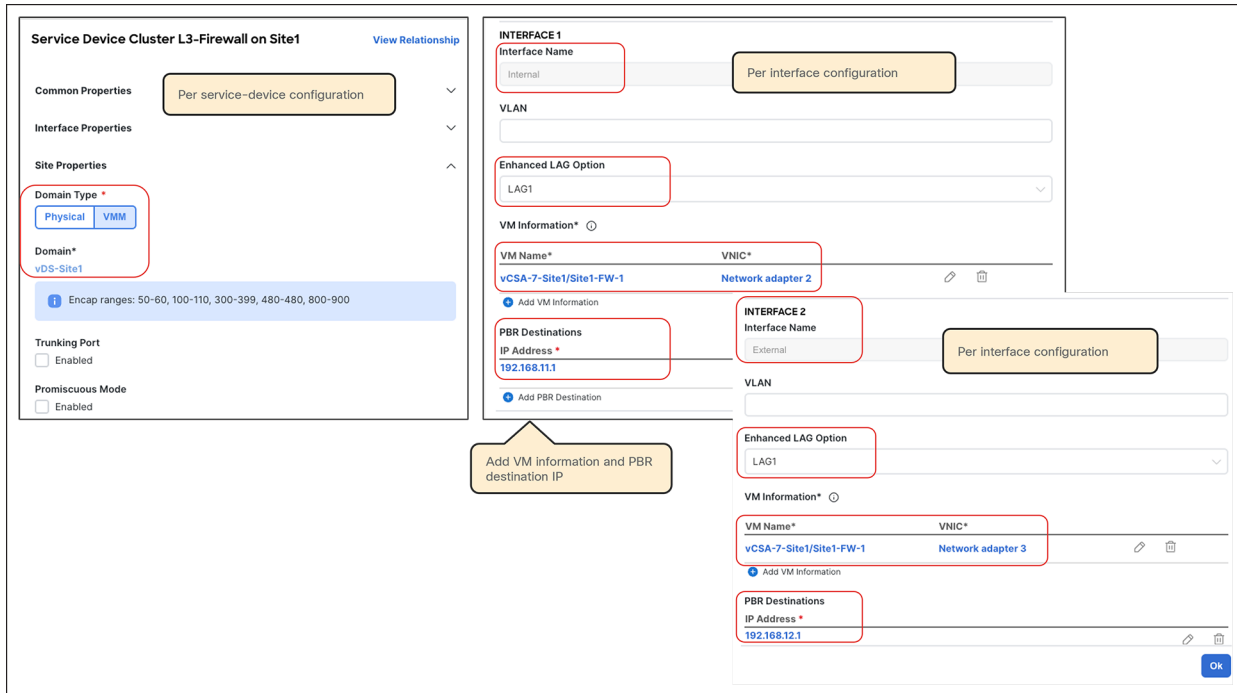 Service Device Cluster L3-Firewall on Site1
View Relationship
Common Properties
Per service-device configuration
Interface Properties
Site Properties
Domain Type *
Physical
VMM
Domain*
vDS-Site1
Encap ranges: 50-60, 100-110, 300-399, 480-480, 800-900
Trunking Port
Enabled
Promiscuous Mode
Enabled
INTERFACE 1
Interface Name
Internal
Per interface configuration
VLAN
Enhanced LAG Option
LAG1
VM Information*
VM Name*
VNIC*
vCSA-7-Site1/Site1-FW-1
Network adapter 2
Add VM Information
PBR Destinations
IP Address *
192.168.11.1
Add PBR Destination
Add VM information and PBR
destination IP
INTERFACE 2
Interface Name
External
Per interface configuration
VLAN
Enhanced LAG Option
LAG1
VM Information*
VM Name*
VNIC*
vCSA-7-Site1/Site1-FW-1
Network adapter 3
Add VM Information
PBR Destinations
IP Address *
192.168.12.1
Ok